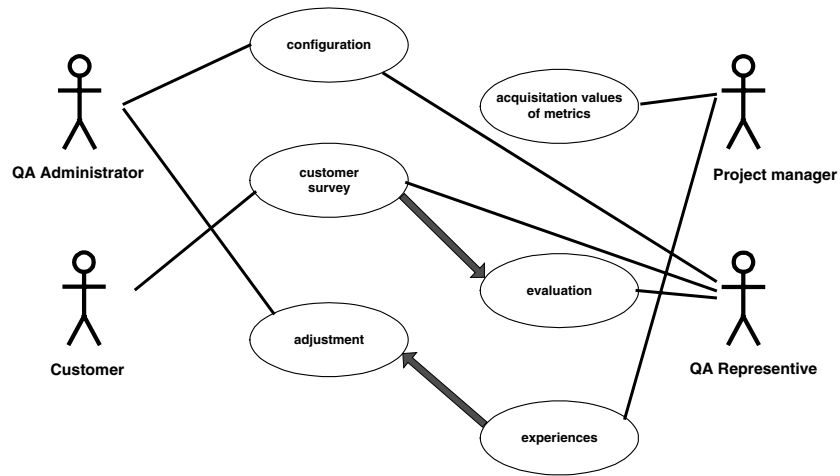 configuration
acquisitation values
of metrics
QA Administrator
customer
survey
Project manager
evaluation
adjustment
Customer
QA Representive
experiences